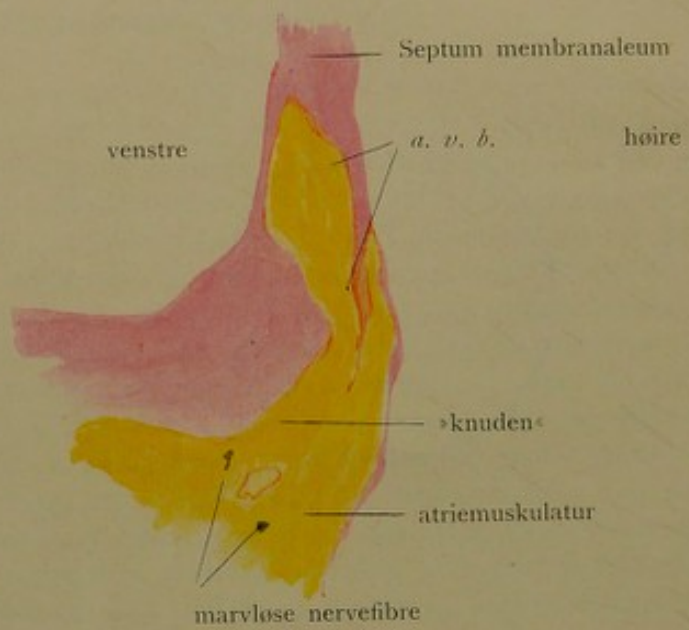 Septum membranaleum
venstre
a. v. b.
høire
»knuden«
atriemuskulatur
marvløse nervefibre